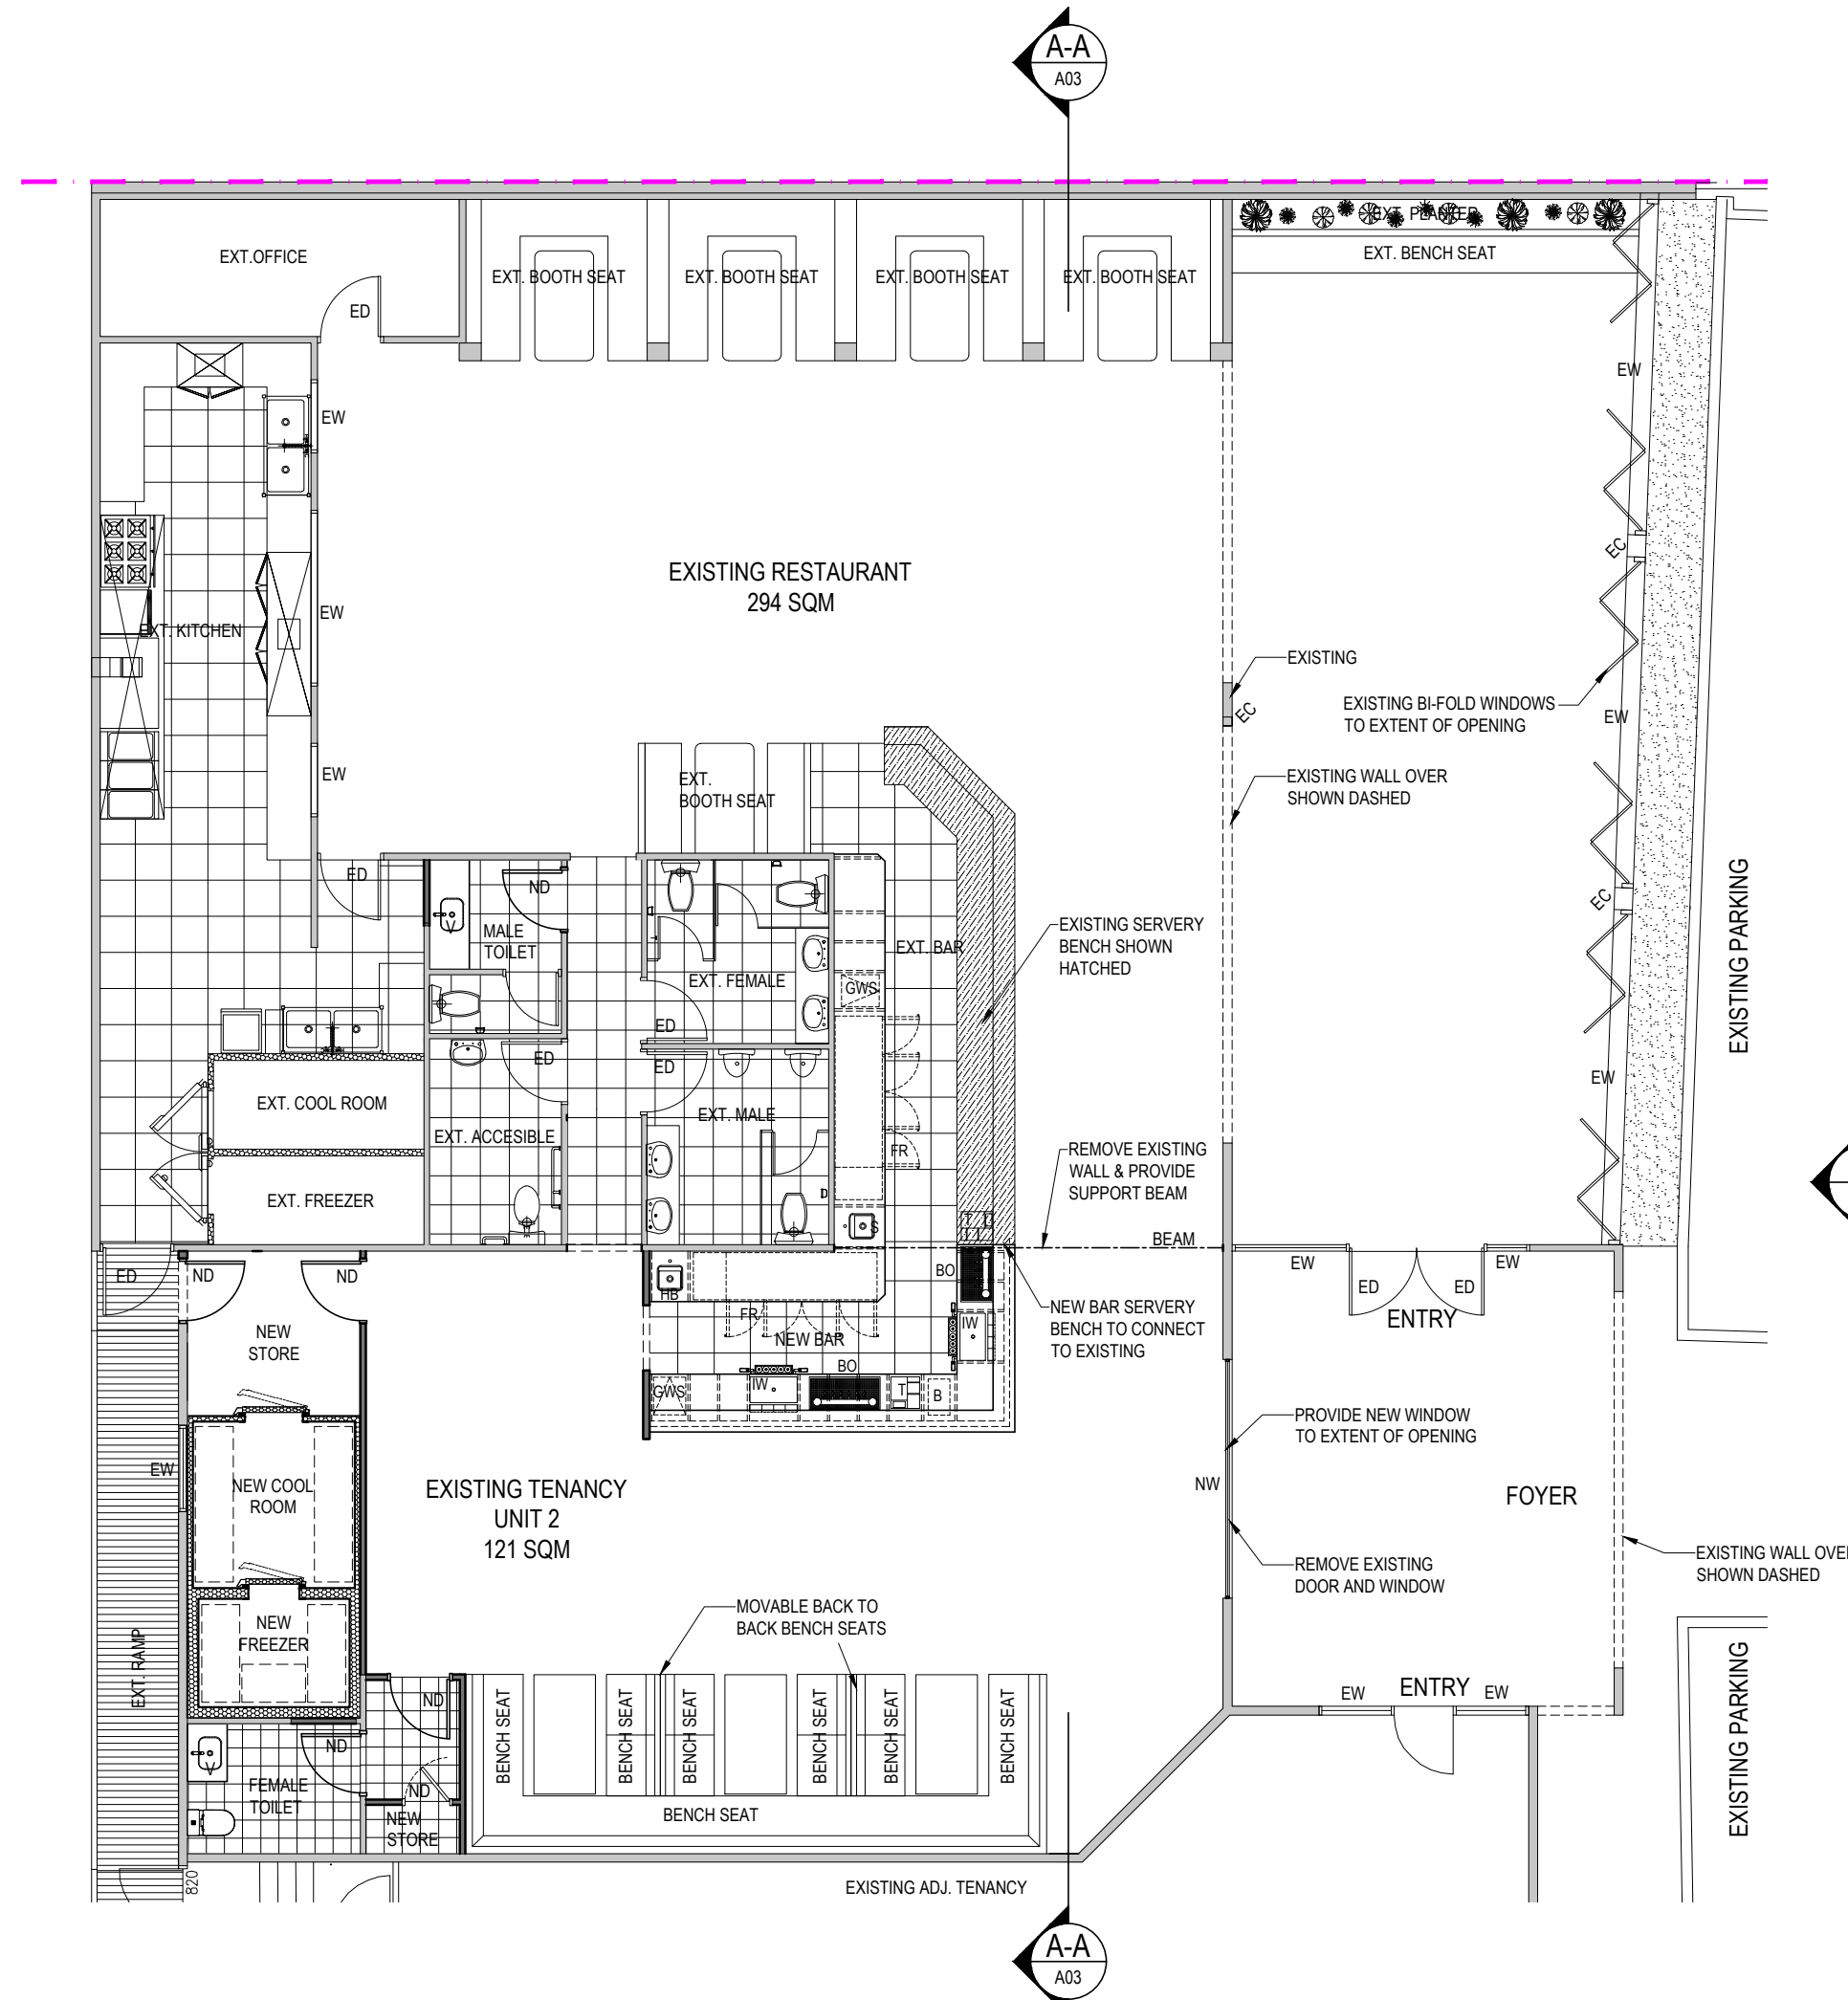 A-A
A03
EXT. PLANTER
EXT.OFFICE
EXT. BENCH SEAT
EXT. BOOTH SEAT
EXT. BOOTH SEAT
EXT. BOOTH SEAT
EXT. BOOTH SEAT
ED
EW
EW
EC
EXISTING RESTAURANT
294 SQM
EW
EXT. KITCHEN
EXISTING
EC
EXISTING BI-FOLD WINDOWS
TO EXTENT OF OPENING
EW
EW
EXT.
BOOTH SEAT
EXISTING WALL OVER
SHOWN DASHED
ED
ND
V
MALE
TOILET
EC
EXISTING PARKING
EXISTING SERVERY
BENCH SHOWN
HATCHED
EXT. BAR
EXT. FEMALE
GWS
ED
ED
ED
EW
EXT. COOL ROOM
EXT. MALE
EXT. ACCESIBLE
FR
REMOVE EXISTING
WALL & PROVIDE
SUPPORT BEAM
EXT. FREEZER
T
S
BEAM
ED
ND
ND
HB
BO
EW
EW
ED
ED
ENTRY
FR
NEW BAR
IW
NEW BAR SERVERY
BENCH TO CONNECT
TO EXISTING
NEW
STORE
BO
GWS
IW
T
B
PROVIDE NEW WINDOW
TO EXTENT OF OPENING
EW
NEW COOL
ROOM
EXISTING TENANCY
UNIT 2
121 SQM
NW
FOYER
REMOVE EXISTING
DOOR AND WINDOW
EXISTING WALL OVER
SHOWN DASHED
MOVABLE BACK TO
BACK BENCH SEATS
NEW
FREEZER
EXT. RAMP
ND
BENCH SEAT
BENCH SEAT
BENCH SEAT
BENCH SEAT
BENCH SEAT
BENCH SEAT
EW
ENTRY
EW
EXISTING PARKING
ND
V
FEMALE
TOILET
ND
NEW
STORE
BENCH SEAT
820
EXISTING ADJ. TENANCY
A-A
A03